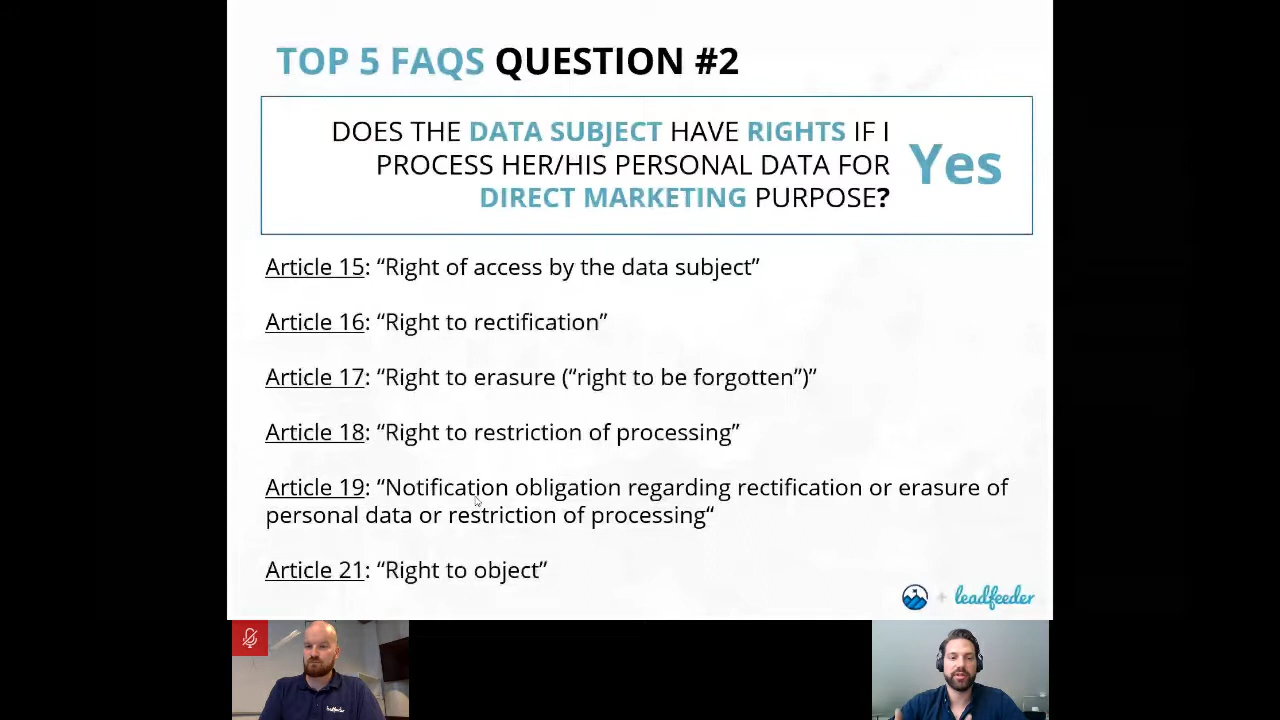 TOP 5 FAQS QUESTION #2
DOES THE DATA SUBJECT HAVE RIGHTS IF I
PROCESS HER/HIS PERSONAL DATA FOR
DIRECT MARKETING PURPOSE?
Yes
Article 15: “Right of access by the data subject”
Article 16: “Right to rectification”
Article 17: “Right to erasure (“right to be forgotten”)”
Article 18: “Right to restriction of processing”
Article 19: “Notification obligation regarding rectification or erasure of
personal data or restriction of processing“
Article 21: “Right to object”
+ leadfeeder
leadfeeder